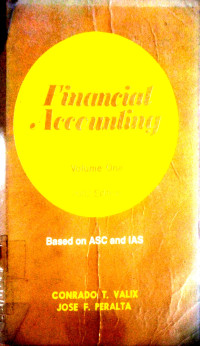 Financial
Accounting
Volume One
Based on ASC and IAS
CONRADO T. VALIX
JOSE F. PERALTA